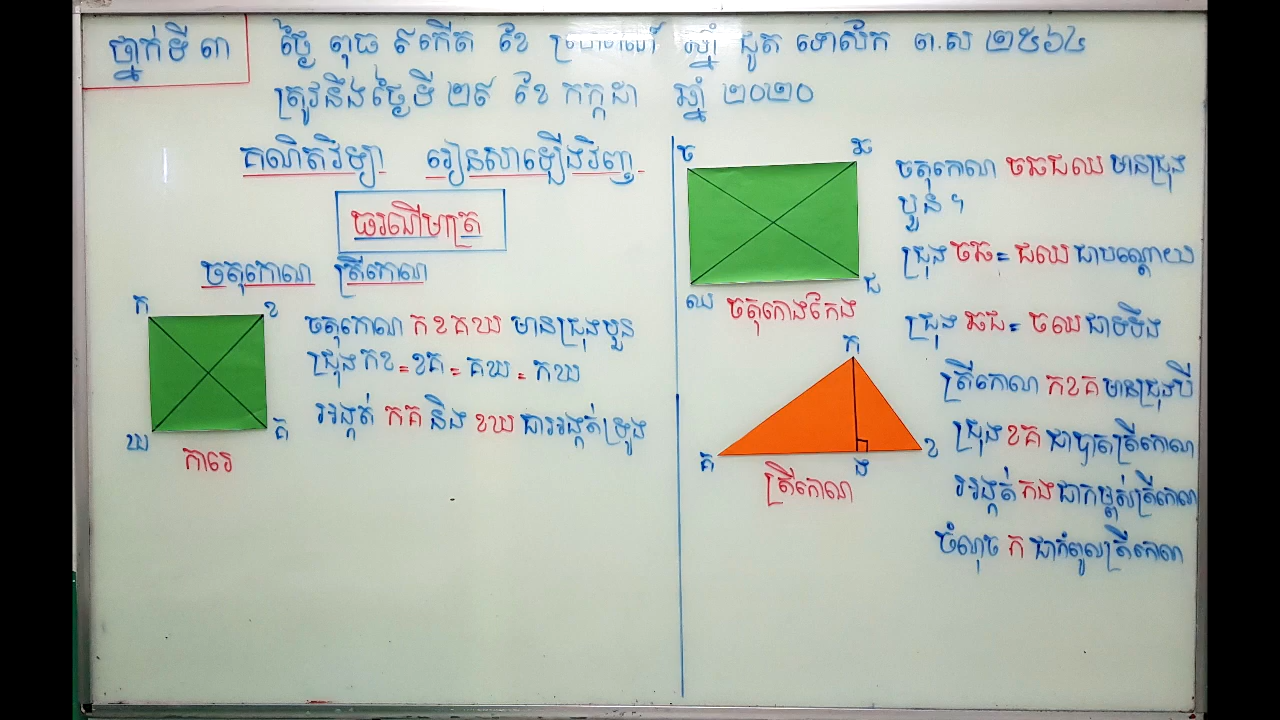 ថ្នាក់ទី ៣
ថ្ងៃ ពុធ ៩កើត ខែ ឆ្នាំ ជូត ទោស័ក ព.ស ២៥៦៤
ត្រូវនឹងថ្ងៃទី ២៩ ខែ កក្កដា ឆ្នាំ ២០២០
គណិតវិទ្យា រៀនសាឡើងវិញ
ធរណីមាត្រ
ចតុកោណ ត្រីកោណ
ក
ខ
ឃ
គ
ការេ
ចតុកោណ កខគឃ មានជ្រុងបួន
ជ្រុង កខ = ខគ = គឃ = កឃ
អង្កត់ កគ និង ខឃ ជាអង្កត់ទ្រូង
ច
ឆ
ឈ
ជ
ចតុកោងកែង
ចតុកោណ ចឆជឈ មានជ្រុង
បួន ។
ជ្រុង ចឆ = ជឈ ជាបណ្តោយ
ជ្រុង ឆជ = ចឈ ជាទទឹង
ក
គ
ង
ខ
ត្រីកោណ
ត្រីកោណ កខគ មានជ្រុងបី
ជ្រុង ខគ ជាបាតត្រីកោណ
អង្កត់ កង ជាកម្ពស់ត្រីកោណ
ចំណុច ក ជាកំពូលត្រីកោណ